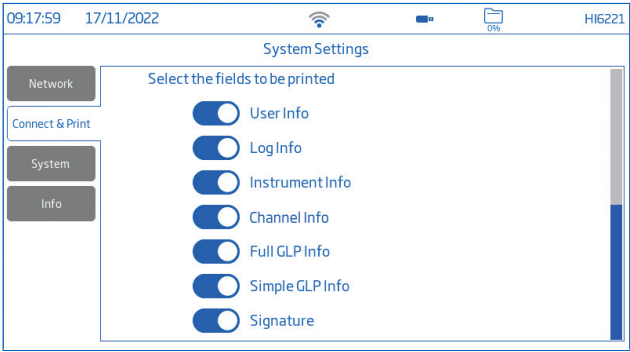 09:17:59 17/11/2022 0% HI6221
System Settings
Network
Connect & Print
System
Info
Select the fields to be printed
User Info
Log Info
Instrument Info
Channel Info
Full GLP Info
Simple GLP Info
Signature